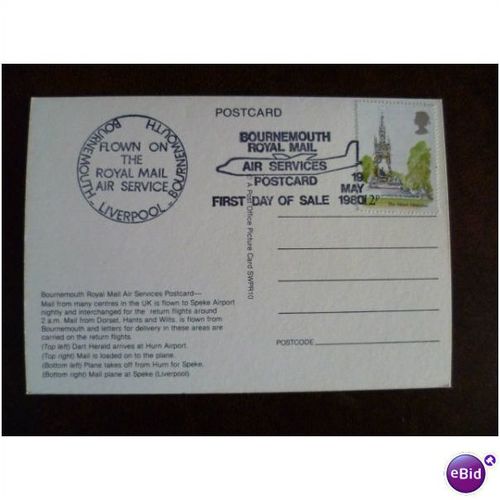 POSTCARD
BOURNEMOUTH - LIVERPOOL - BOURNEMOUTH
FLOWN ON
THE
ROYAL MAIL
AIR SERVICE
BOURNEMOUTH
ROYAL MAIL
AIR SERVICES
POSTCARD
FIRST DAY OF SALE
19
MAY
1980
12P
A Post Office Picture Card SWPR10
Bournemouth Royal Mail Air Services Postcard—
Mail from many centres in the UK is flown to Speke Airport
nightly and interchanged for the return flights around
2 a.m. Mail from Dorset, Hants and Wilts. is flown from
Bournemouth and letters for delivery in these areas are
carried on the return flights.
(Top left) Dart Herald arrives at Hurn Airport.
(Top right) Mail is loaded on to the plane.
(Bottom left) Plane takes off from Hurn for Speke.
(Bottom right) Mail plane at Speke (Liverpool).
POSTCODE
eBid